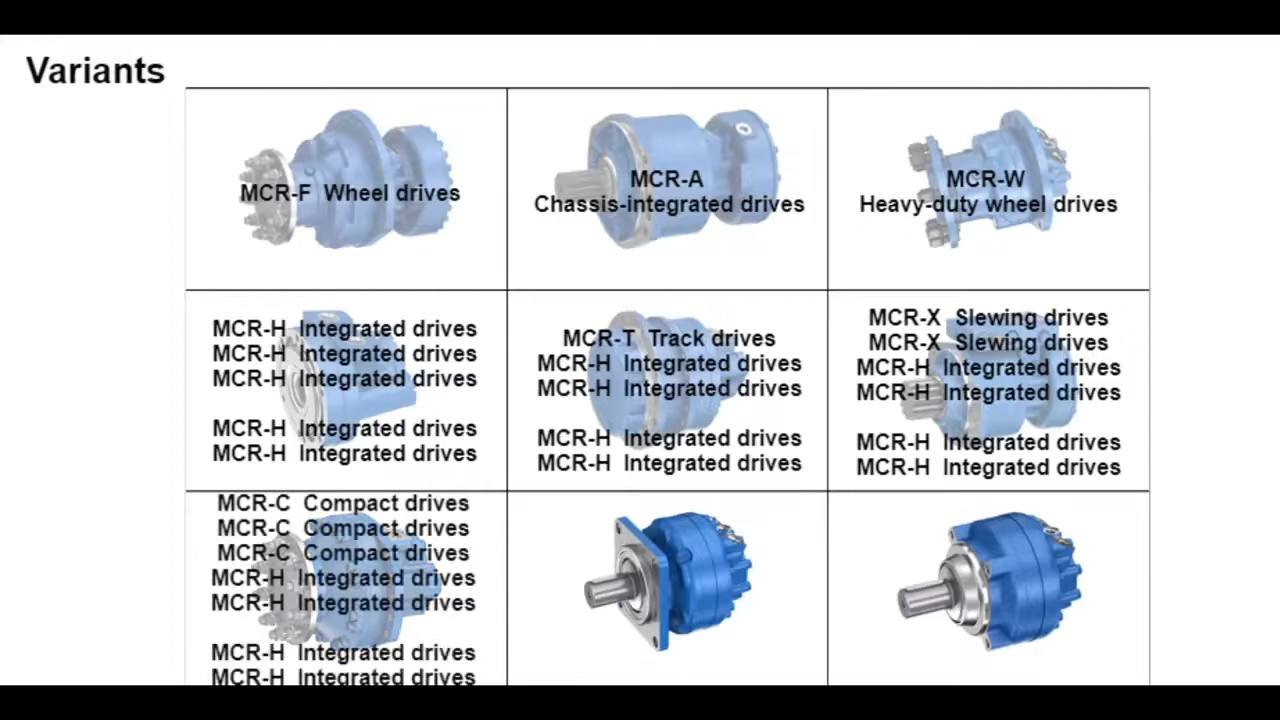 Variants
MCR-F Wheel drives
MCR-A
Chassis-integrated drives
MCR-W
Heavy-duty wheel drives
MCR-H Integrated drives
MCR-H Integrated drives
MCR-H Integrated drives
MCR-H Integrated drives
MCR-H Integrated drives
MCR-T Track drives
MCR-H Integrated drives
MCR-H Integrated drives
MCR-H Integrated drives
MCR-H Integrated drives
MCR-X Slewing drives
MCR-X Slewing drives
MCR-H Integrated drives
MCR-H Integrated drives
MCR-H Integrated drives
MCR-H Integrated drives
MCR-C Compact drives
MCR-C Compact drives
MCR-C Compact drives
MCR-H Integrated drives
MCR-H Integrated drives
MCR-H Integrated drives
MCR-H Integrated drives